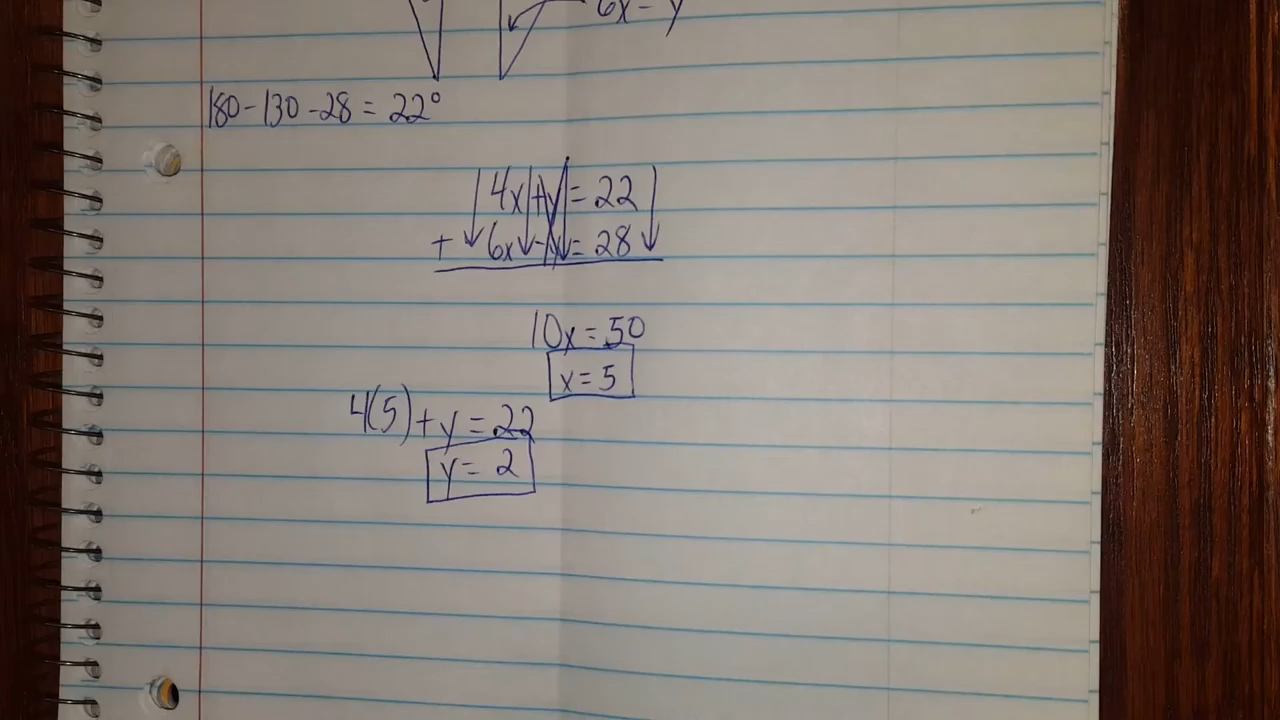 6x - y
180 - 130 - 28 = 22°
4x + y = 22
+ 6x - y = 28
10x = 50
x = 5
4(5) + y = 22
y = 2